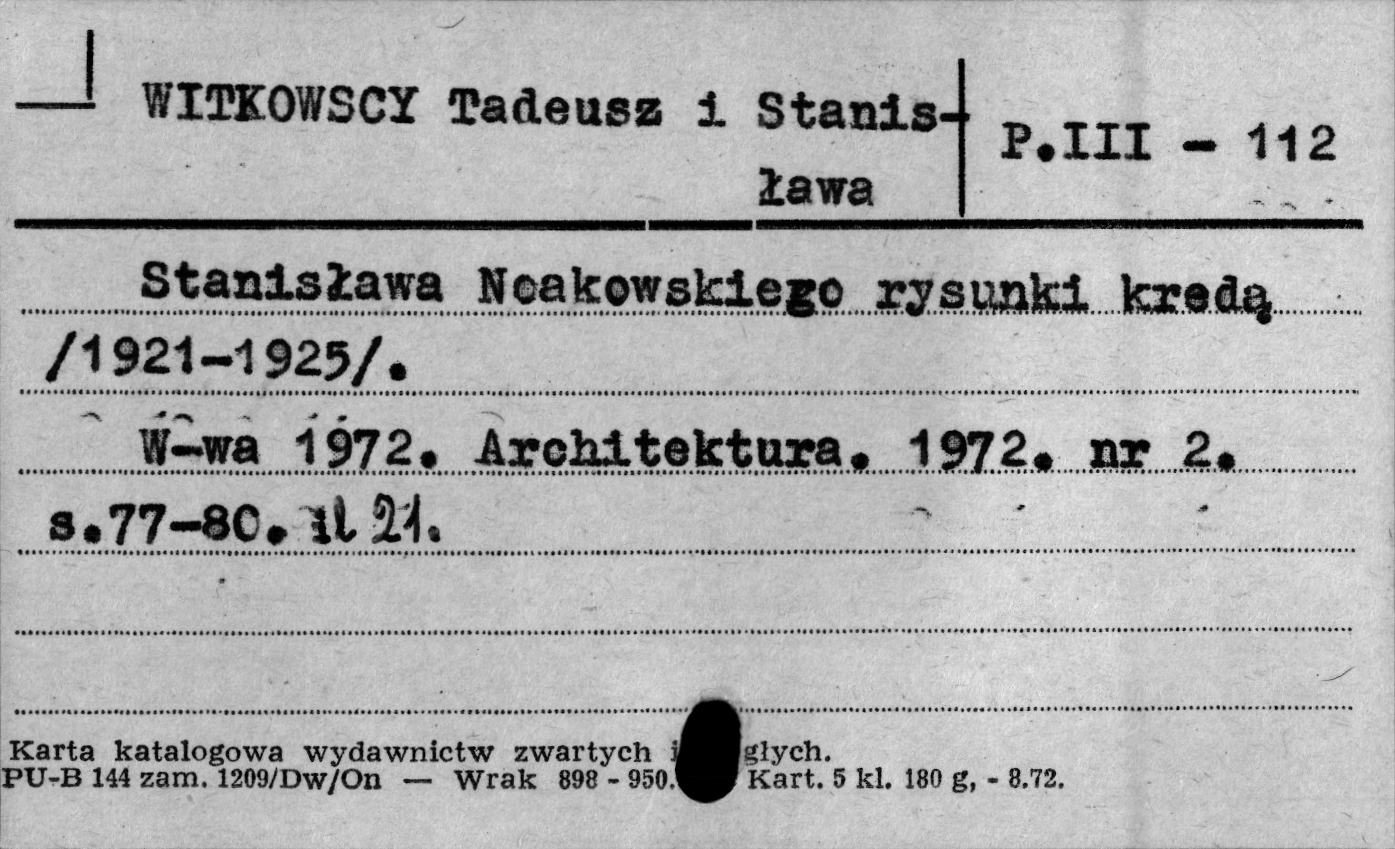 WITKOWSCY Tadeusz i Stanis-
ława
P.III - 112
Stanisława Noakowskiego rysunki kredą
/1921-1925/.
W-wa 1972. Architektura. 1972. nr 2.
s.77-80. il 21.
Karta katalogowa wydawnictw zwartych głych.
PU-B 144 zam. 1209/Dw/On — Wrak 898 - 950. Kart. 5 kl. 180 g, - 8.72.